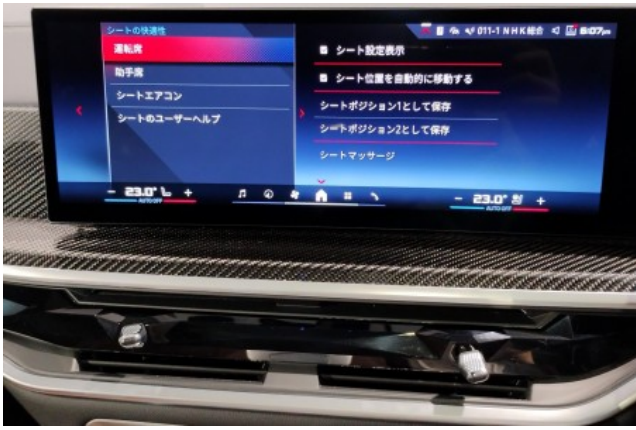 シートの快適性
011-1 NHK総合
6:07pm
運転席
助手席
シートエアコン
シートのユーザーヘルプ
シート設定表示
シート位置を自動的に移動する
シートポジション1として保存
シートポジション2として保存
シートマッサージ
− 23.0° +
AUTO OFF
− 23.0° +
AUTO OFF